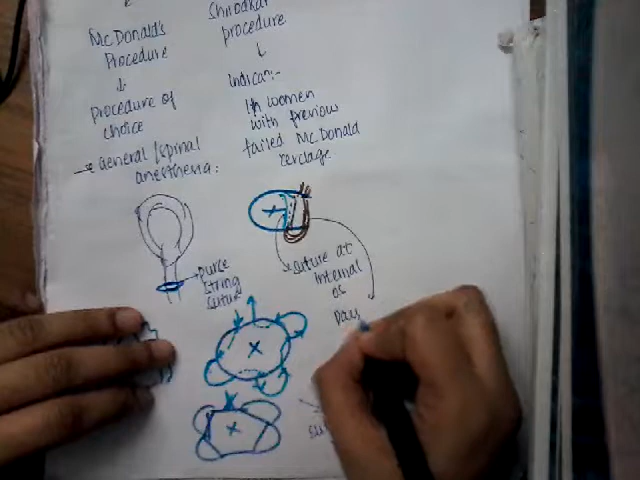 McDonald's
Procedure
procedure of
choice
→ general / spinal
anesthesia :
Shirodkar
procedure
Indican:-
In women
with previous
failed McDonald
cerclage
purse
string
suture
suture at
Internal
os
x
x
x